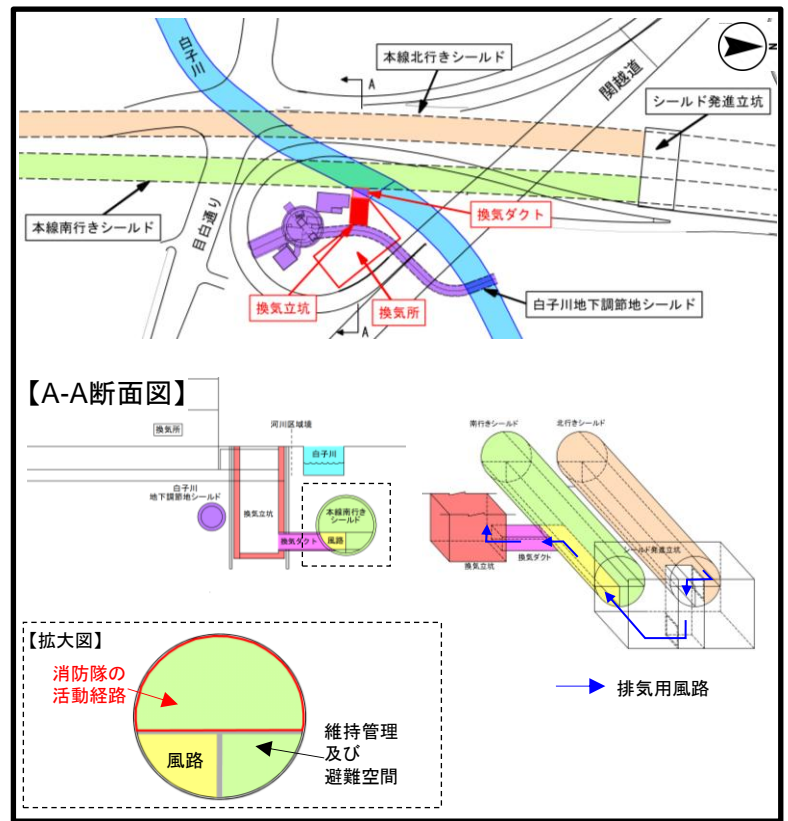 白子川
A
本線北行きシールド
関越道
N
シールド発進立坑
本線南行きシールド
目白通り
換気ダクト
換気立坑
換気所
A
白子川地下調節地シールド
【A-A断面図】
換気所
河川区域境
白子川
白子川
地下調節地シールド
換気立坑
本線南行き
シールド
換気ダクト
風路
南行きシールド
北行きシールド
シールド発進立坑
換気立坑
換気ダクト
排気用風路
【拡大図】
消防隊の
活動経路
風路
維持管理
及び
避難空間